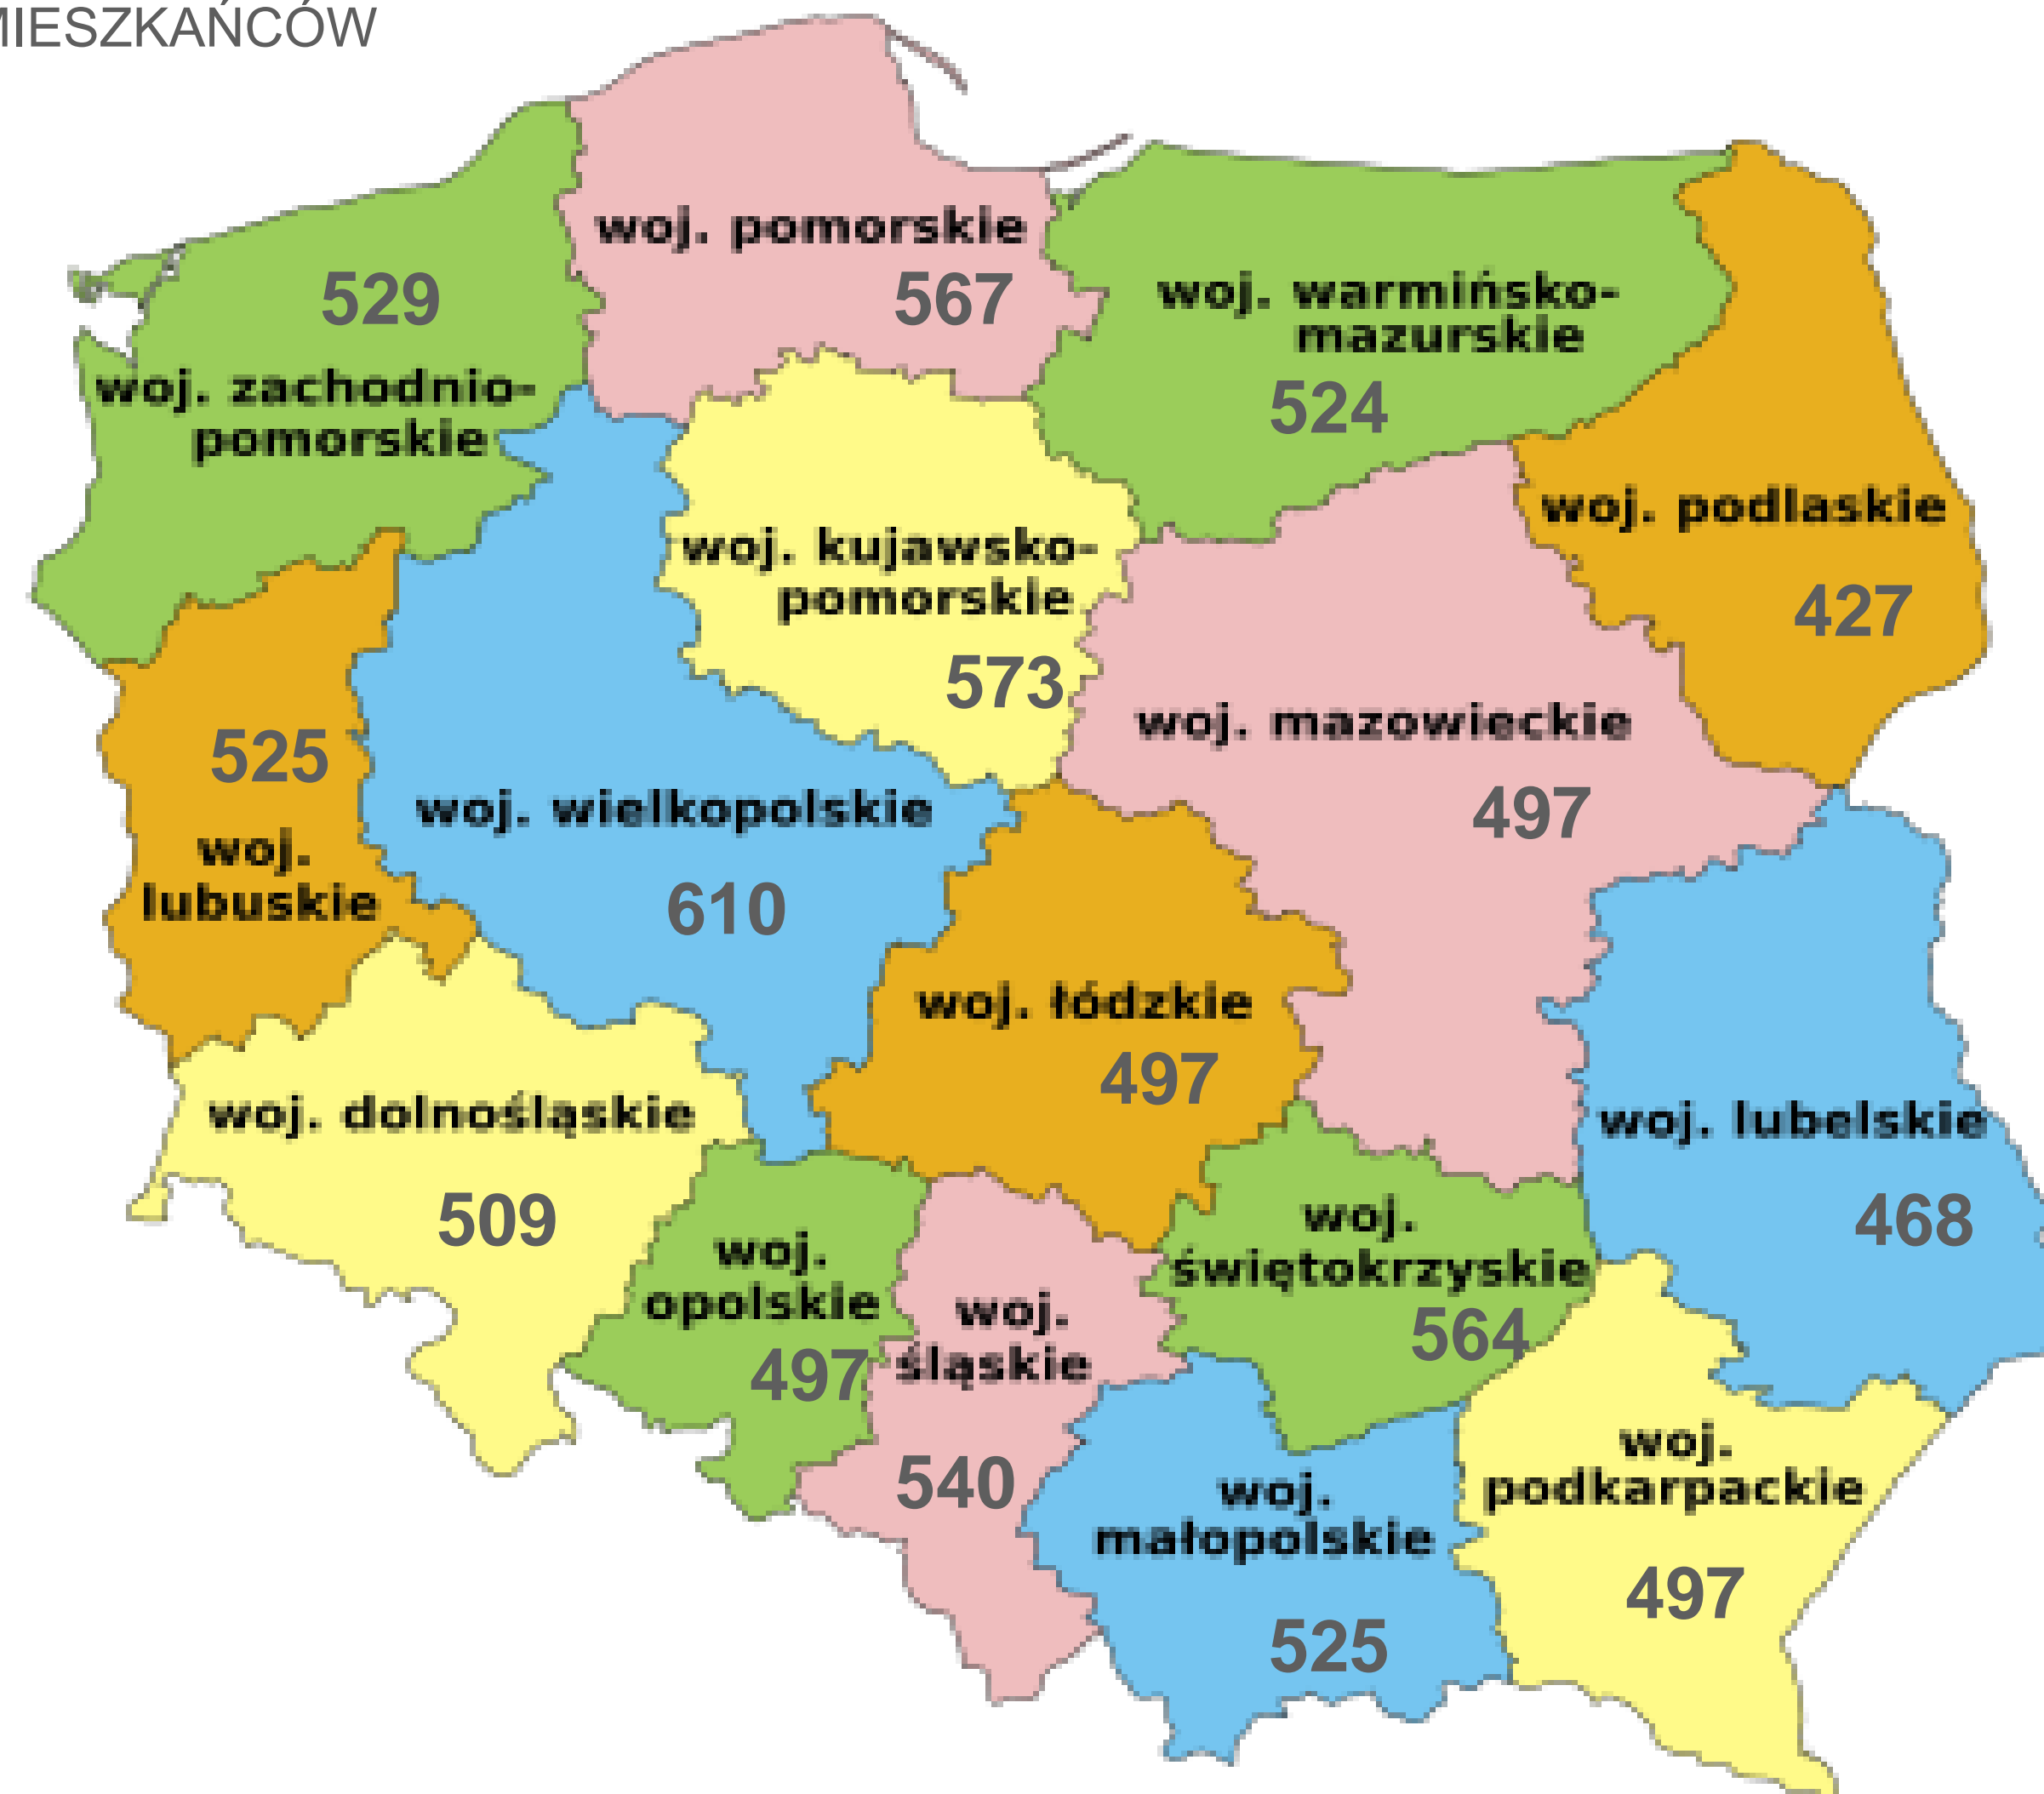 MIESZKAŃCÓW
woj. pomorskie
567
529
woj. zachodnio-
pomorskie
woj. warmińsko-
mazurskie
524
woj. podlaskie
427
woj. kujawsko-
pomorskie
573
woj. mazowieckie
497
525
woj.
lubuskie
woj. wielkopolskie
610
woj. łódzkie
497
woj. dolnośląskie
509
woj. lubelskie
468
woj.
opolskie
497
woj.
śląskie
540
woj.
świętokrzyskie
564
woj.
małopolskie
525
woj.
podkarpackie
497